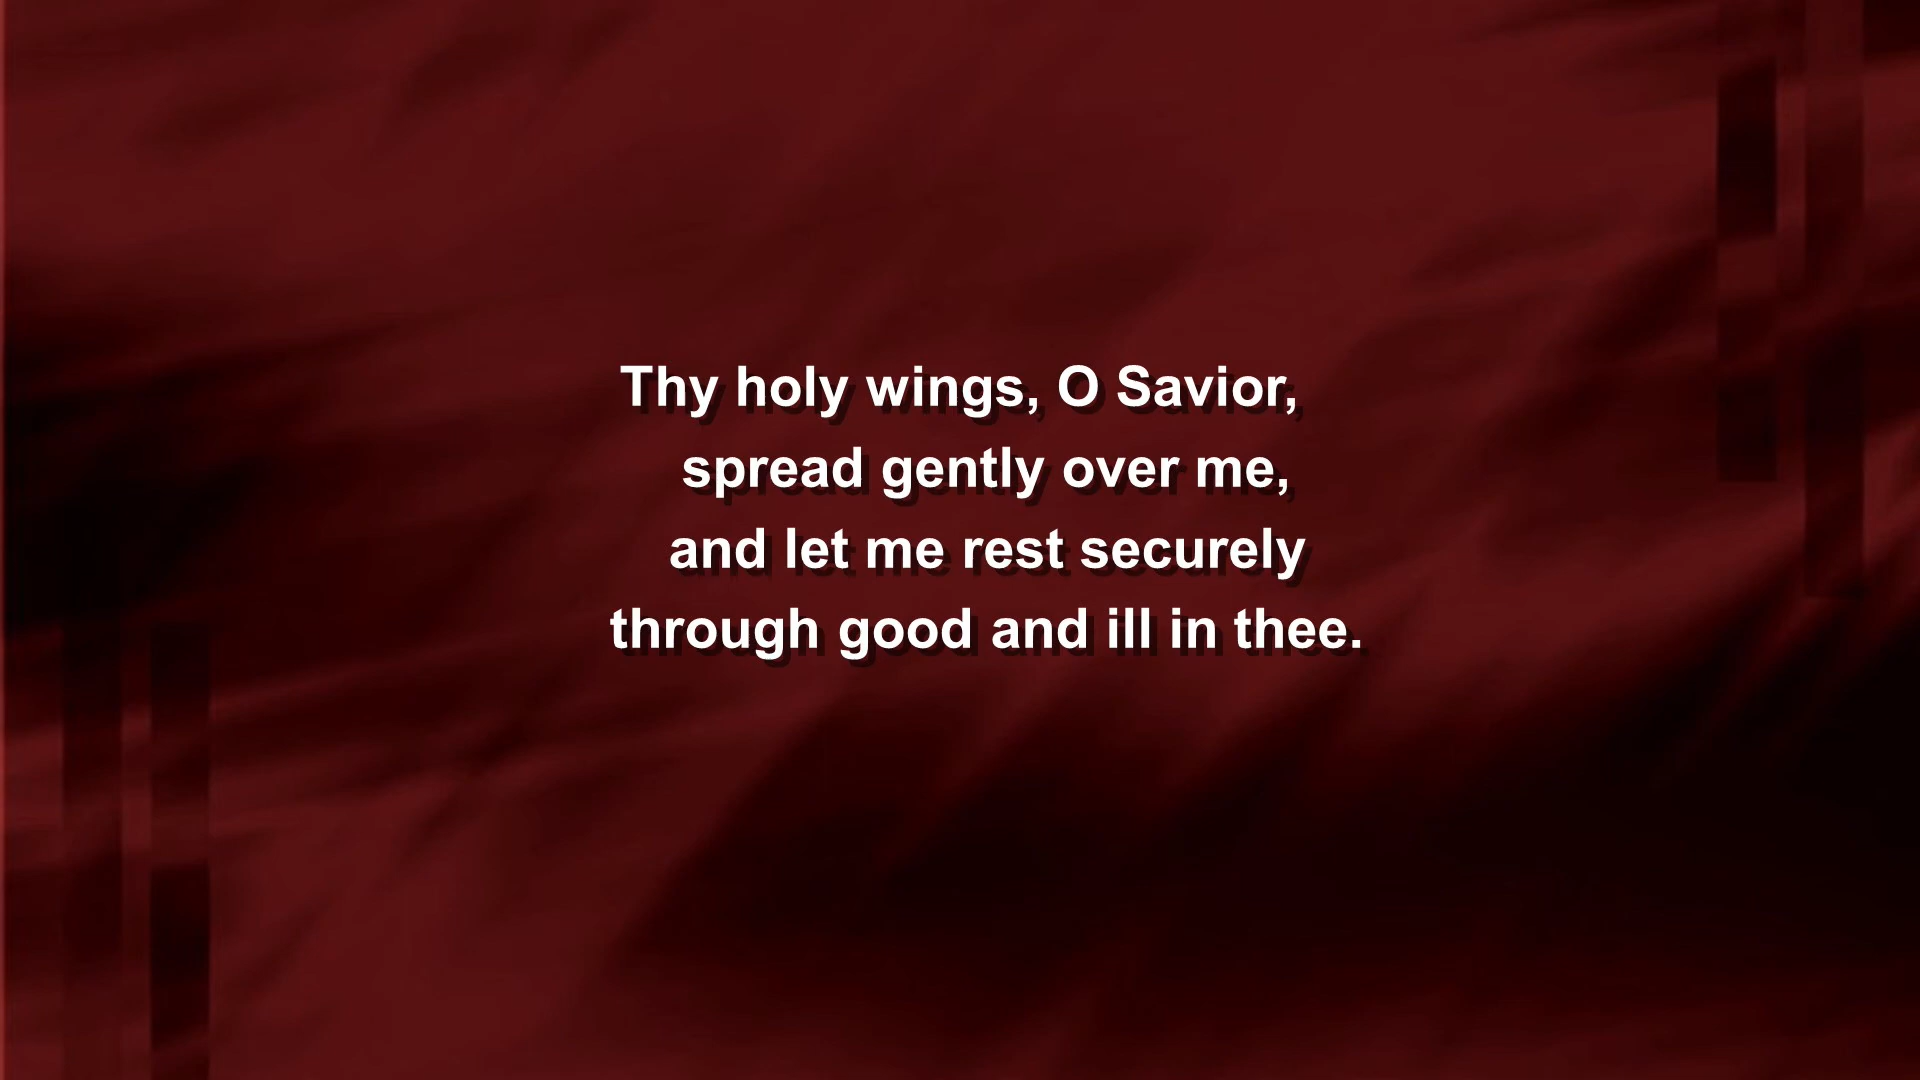 Thy holy wings, O Savior,
spread gently over me,
and let me rest securely
through good and ill in thee.